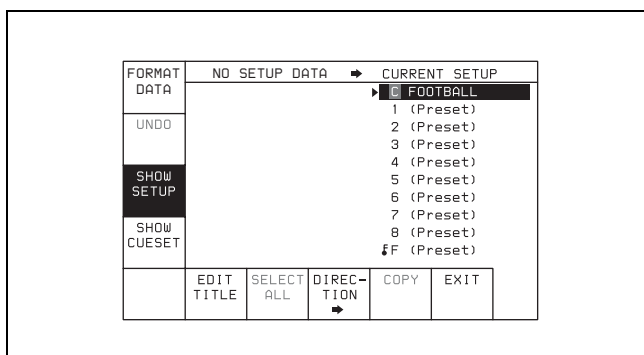 FORMAT
DATA
UNDO
SHOW
SETUP
SHOW
CUESET
NO SETUP DATA ➡ CURRENT SETUP
C FOOTBALL
1 (Preset)
2 (Preset)
3 (Preset)
4 (Preset)
5 (Preset)
6 (Preset)
7 (Preset)
8 (Preset)
F (Preset)
EDIT
TITLE
SELECT
ALL
DIREC-
TION
➡
COPY
EXIT